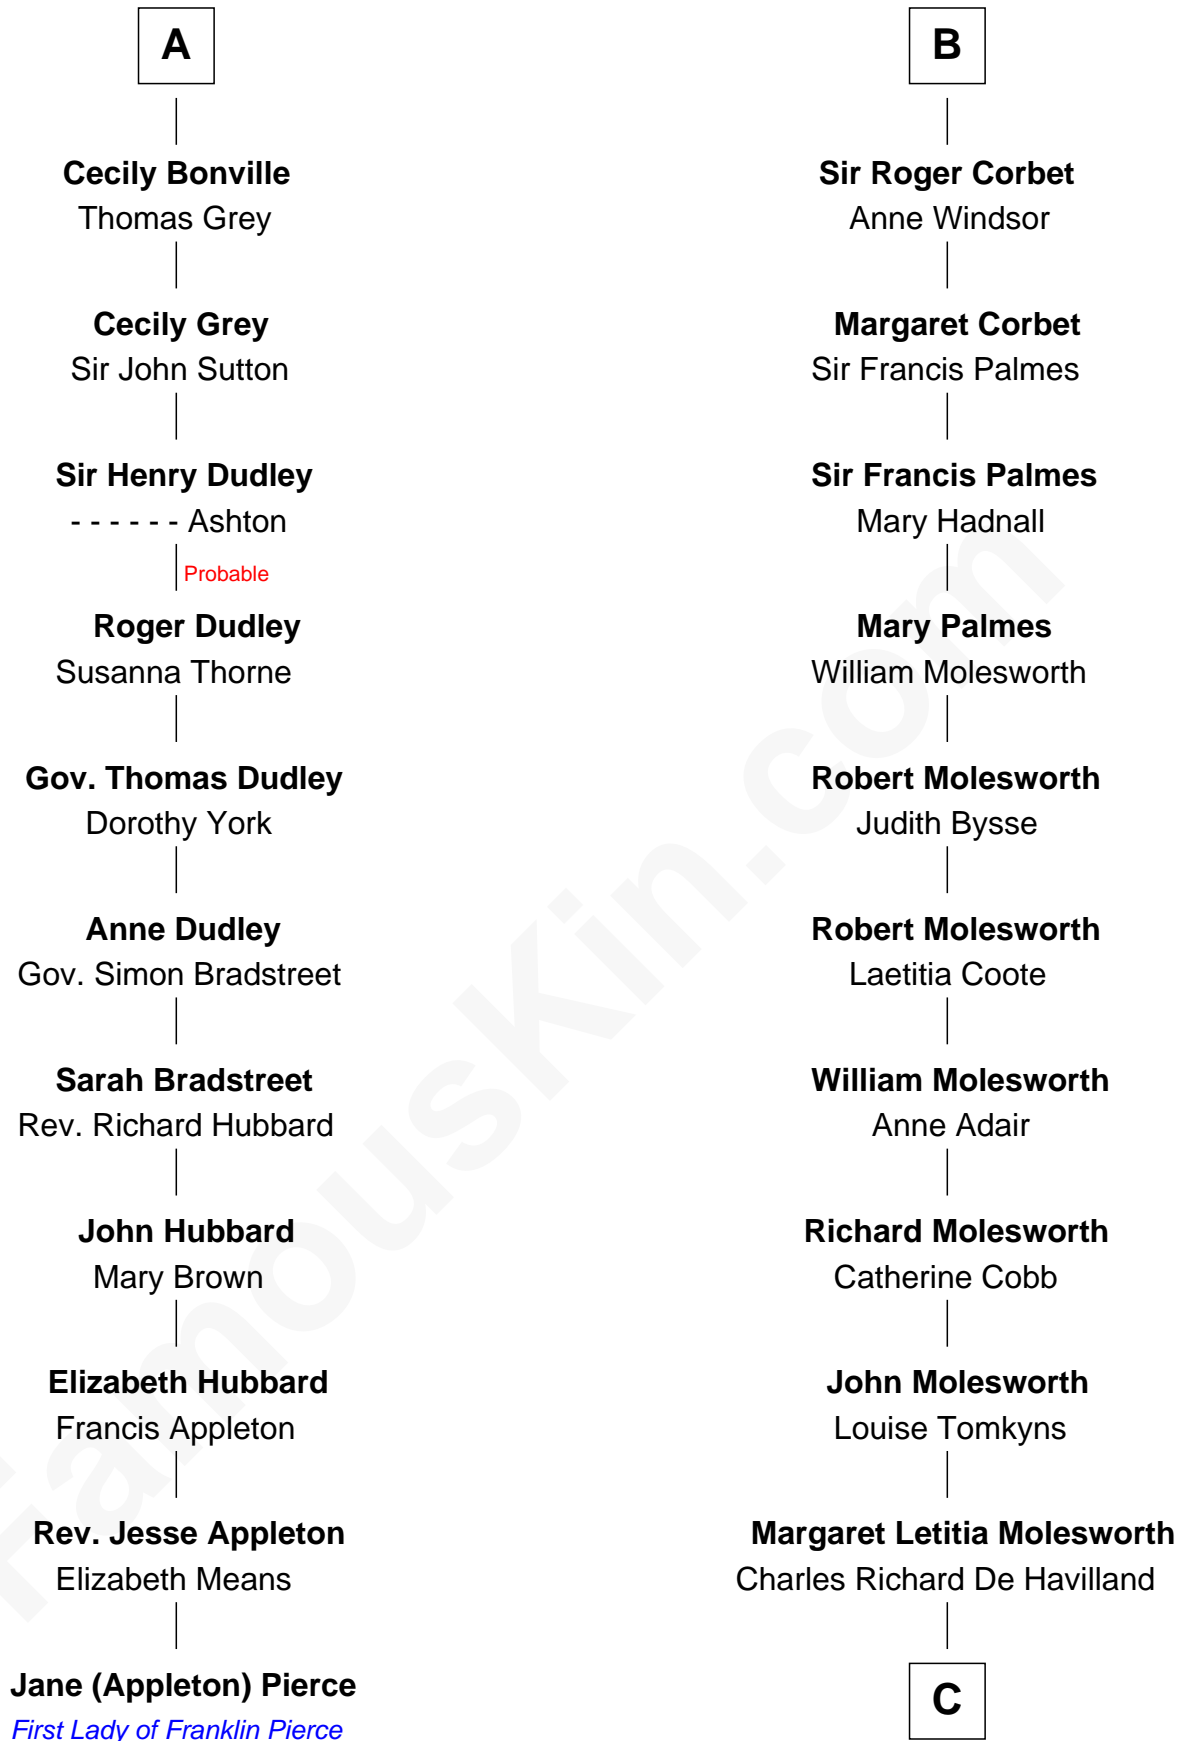 A
Cecily Bonville
Thomas Grey
Cecily Grey
Sir John Sutton
Sir Henry Dudley
- - - - - - Ashton
Probable
Roger Dudley
Susanna Thorne
Gov. Thomas Dudley
Dorothy York
Anne Dudley
Gov. Simon Bradstreet
Sarah Bradstreet
Rev. Richard Hubbard
John Hubbard
Mary Brown
Elizabeth Hubbard
Francis Appleton
Rev. Jesse Appleton
Elizabeth Means
Jane (Appleton) Pierce
First Lady of Franklin Pierce
B
Sir Roger Corbet
Anne Windsor
Margaret Corbet
Sir Francis Palmes
Sir Francis Palmes
Mary Hadnall
Mary Palmes
William Molesworth
Robert Molesworth
Judith Bysse
Robert Molesworth
Laetitia Coote
William Molesworth
Anne Adair
Richard Molesworth
Catherine Cobb
John Molesworth
Louise Tomkyns
Margaret Letitia Molesworth
Charles Richard De Havilland
C
FamousKin.com